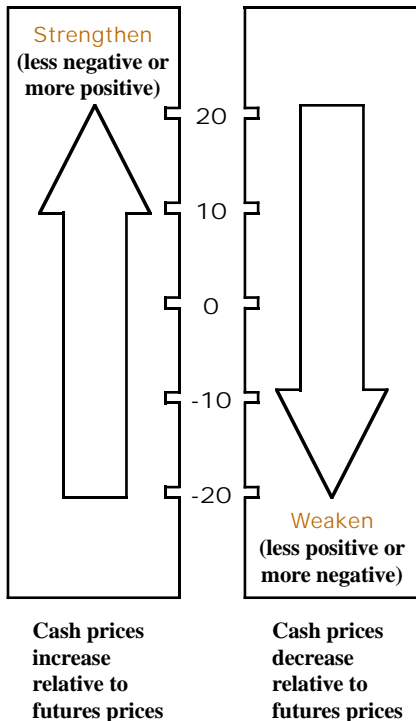 Strengthen
(less negative or
more positive)
20
10
0
-10
-20
Weaken
(less positive or
more negative)
Cash prices
increase
relative to
futures prices
Cash prices
decrease
relative to
futures prices